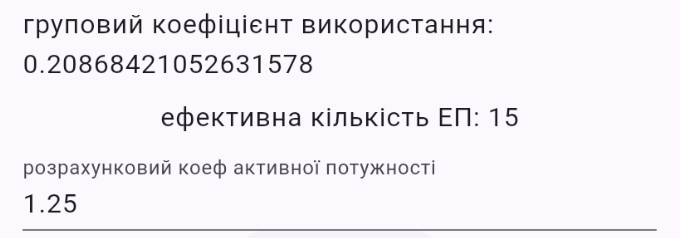 груповий коефіцієнт використання:
0.20868421052631578
ефективна кількість ЕП: 15
розрахунковий коеф активної потужності
1.25